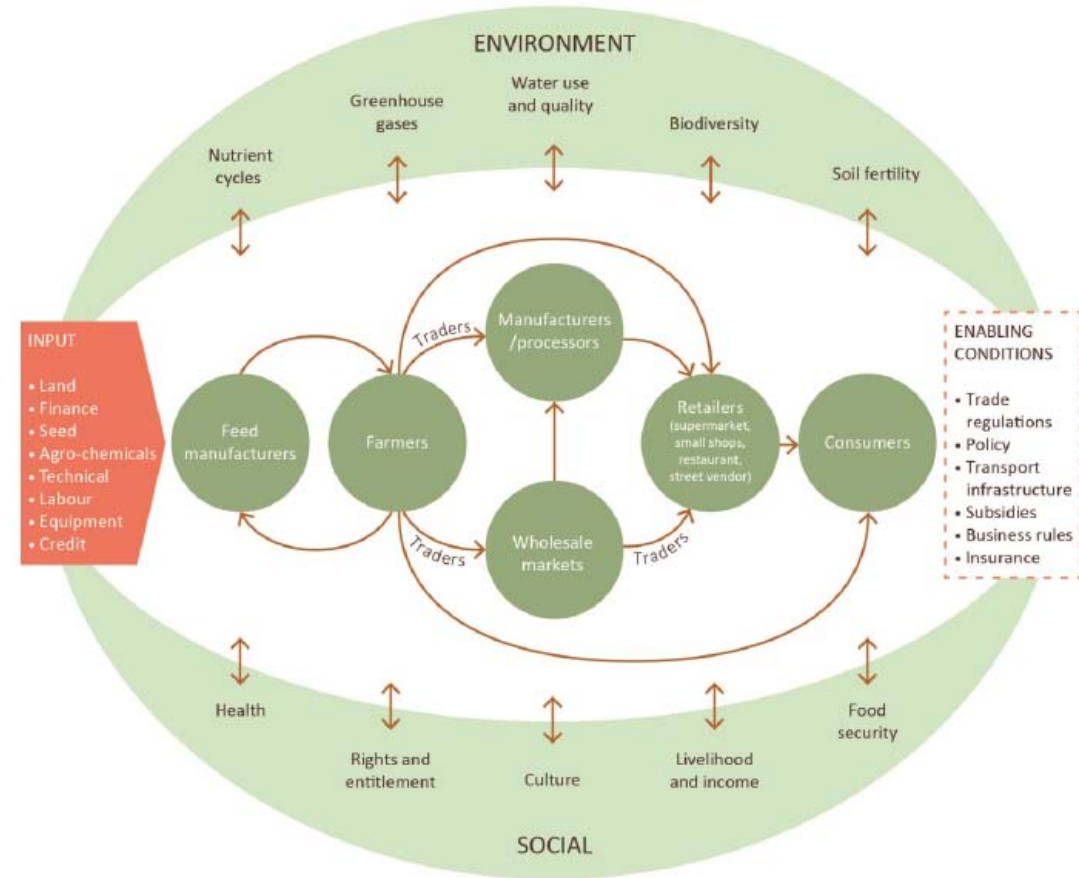 ENVIRONMENT
Water use
and quality
Greenhouse
gases
Biodiversity
Nutrient
cycles
Soil fertility
INPUT
• Land
• Finance
• Seed
• Agro-chemicals
• Technical
• Labour
• Equipment
• Credit
Feed
manufacturers
Farmers
Traders
Manufacturers
/processors
Traders
Wholesale
markets
Traders
Retailers
(supermarket,
small shops,
restaurant,
street vendor)
Consumers
ENABLING
CONDITIONS
• Trade
regulations
• Policy
• Transport
infrastructure
• Subsidies
• Business rules
• Insurance
Health
Rights and
entitlement
Culture
Livelihood
and income
Food
security
SOCIAL